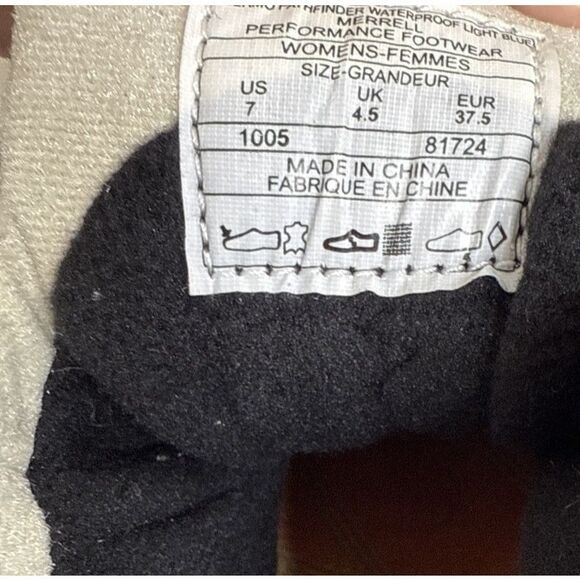 PATHFINDER WATERPROOF LIGHT BLUE
MERRELL
PERFORMANCE FOOTWEAR
WOMENS-FEMMES
SIZE-GRANDEUR
US UK EUR
7 4.5 37.5
1005 81724
MADE IN CHINA
FABRIQUE EN CHINE